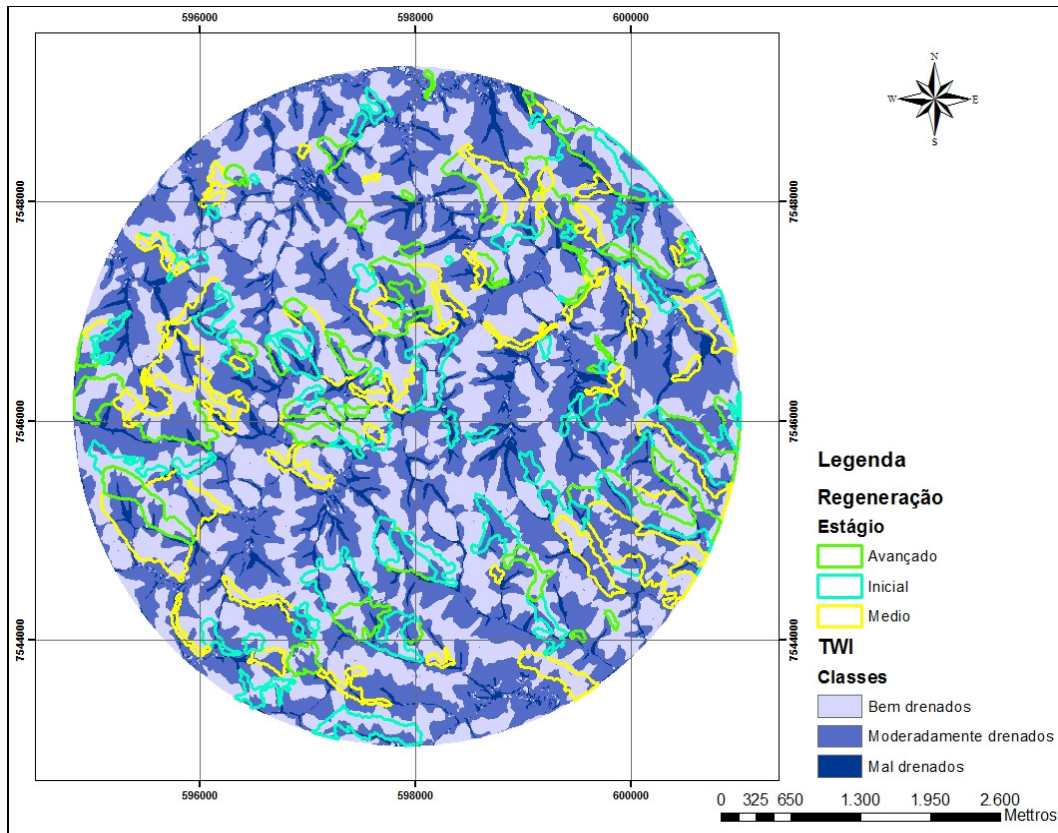 596000 598000 600000
N
W E
S
7548000 7548000
7546000 7546000
7544000 7544000
596000 598000 600000
Legenda
Regeneração
Estágio
Avançado
Inicial
Medio
TWI
Classes
Bem drenados
Moderadamente drenados
Mal drenados
0 325 650 1.300 1.950 2.600
Mettros